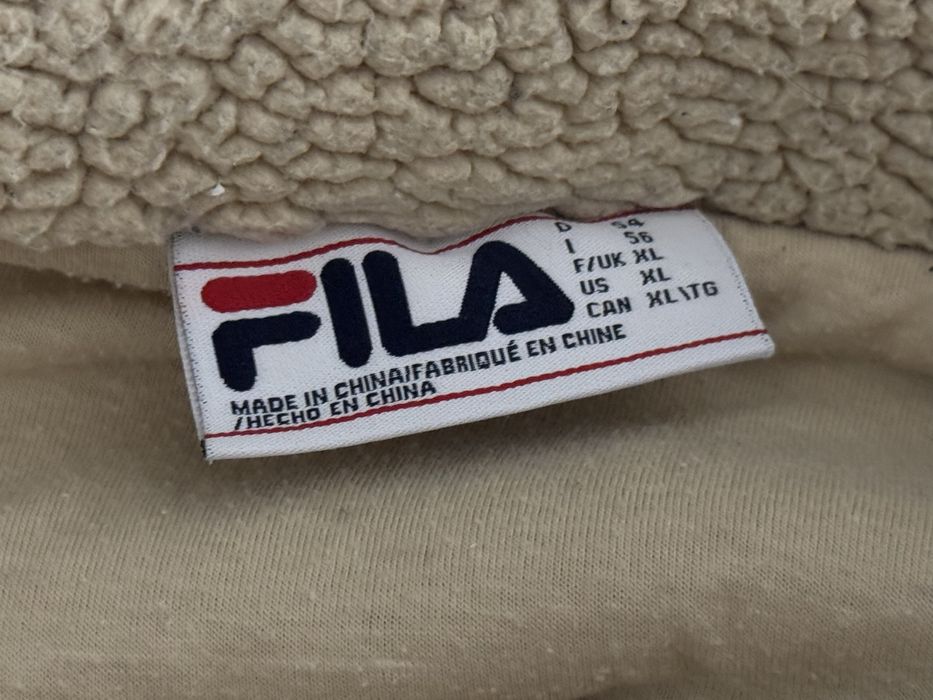 FILA
D 54
I 56
F/UK XL
US XL
CAN XL\TG
MADE IN CHINA/FABRIQUÉ EN CHINE
/HECHO EN CHINA